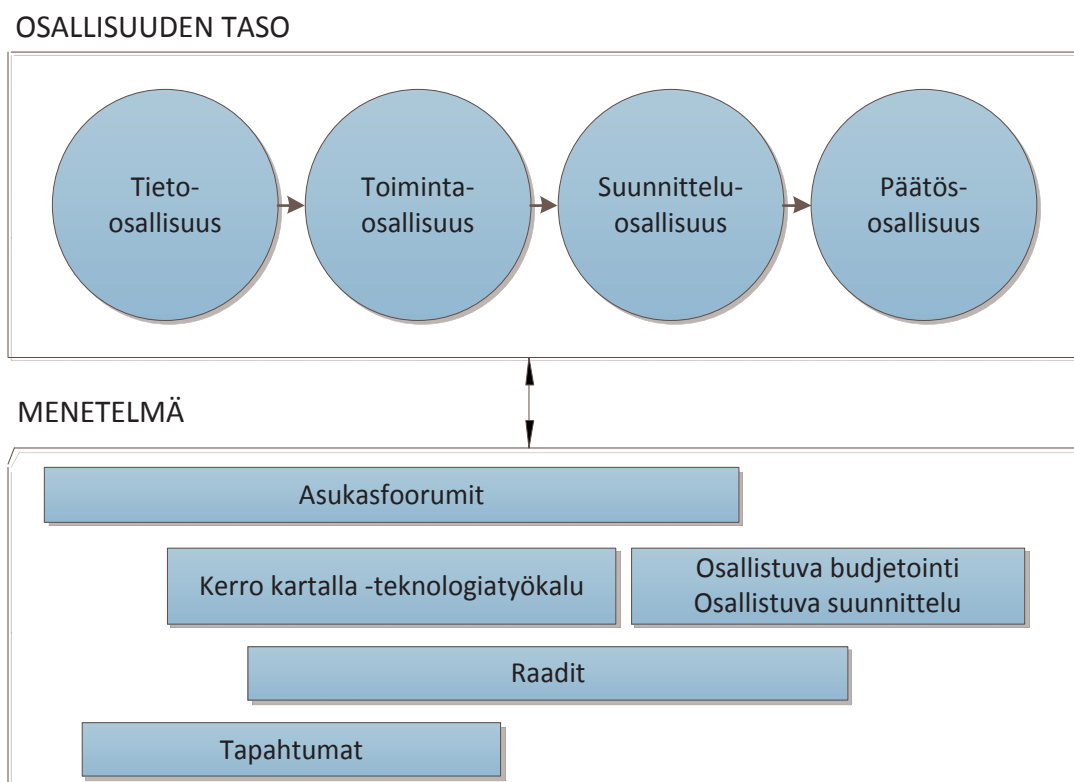 OSALLISUUDEN TASO
Tieto-
osallisuus
Toiminta-
osallisuus
Suunnittelu-
osallisuus
Päätös-
osallisuus
MENETELMÄ
Asukasfoorumit
Kerro kartalla -teknologiatyökalu
Osallistuva budjetointi
Osallistuva suunnittelu
Raadit
Tapahtumat